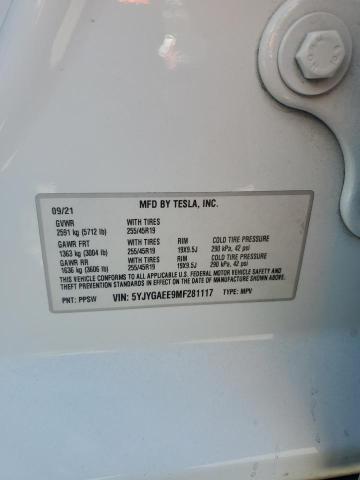 09/21 MFD BY TESLA, INC.
GVWR WITH TIRES
2591 kg (5712 lb) 255/45R19
GAWR FRT WITH TIRES RIM COLD TIRE PRESSURE
1363 kg (3004 lb) 255/45R19 19X9.5J 290 kPa, 42 psi
GAWR RR WITH TIRES RIM COLD TIRE PRESSURE
1636 kg (3606 lb) 255/45R19 19X9.5J 290 kPa, 42 psi
THIS VEHICLE CONFORMS TO ALL APPLICABLE U.S. FEDERAL MOTOR VEHICLE SAFETY AND
THEFT PREVENTION STANDARDS IN EFFECT ON THE DATE OF MANUFACTURE SHOWN ABOVE.
PNT: PPSW VIN: 5YJYGAEE9MF281117 TYPE: MPV